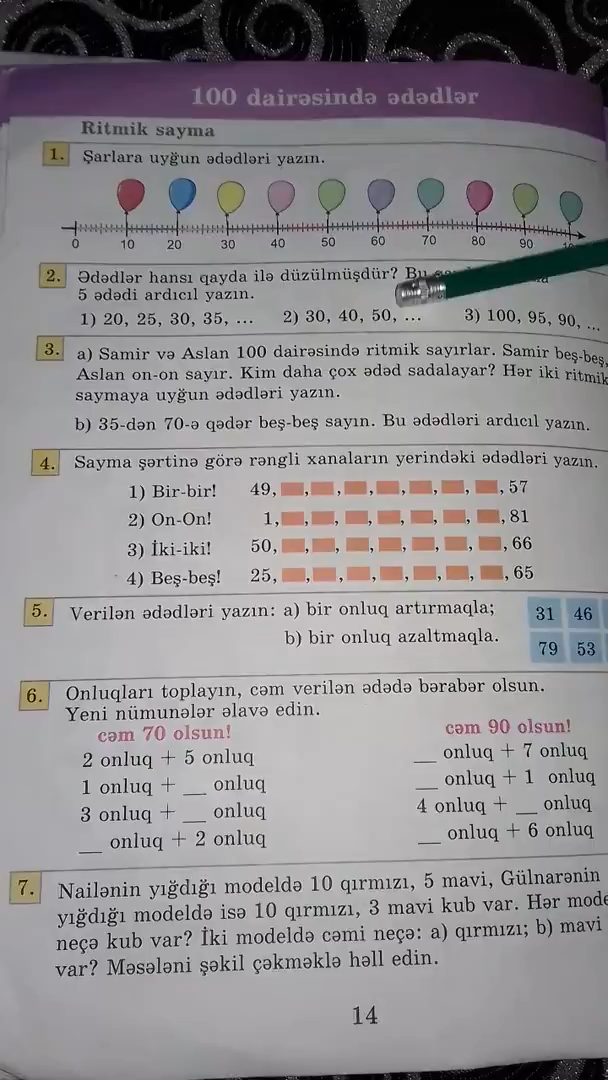 100 dairəsində ədədlər
Ritmik sayma
1. Şarlara uyğun ədədləri yazın.
0 10 20 30 40 50 60 70 80 90
2. Ədədlər hansı qayda ilə düzülmüşdür? Bu
5 ədədi ardıcıl yazın.
1) 20, 25, 30, 35, ... 2) 30, 40, 50, ... 3) 100, 95, 90, ...
3. a) Samir və Aslan 100 dairəsində ritmik sayırlar. Samir beş-beş,
Aslan on-on sayır. Kim daha çox ədəd sadalayar? Hər iki ritmik
saymaya uyğun ədədləri yazın.
b) 35-dən 70-ə qədər beş-beş sayın. Bu ədədləri ardıcıl yazın.
4. Sayma şərtinə görə rəngli xanaların yerindəki ədədləri yazın.
1) Bir-bir! 49, , , , , , , , 57
2) On-On! 1, , , , , , , , 81
3) İki-iki! 50, , , , , , , , 66
4) Beş-beş! 25, , , , , , , , 65
5. Verilən ədədləri yazın: a) bir onluq artırmaqla; 31 46
b) bir onluq azaltmaqla. 79 53
6. Onluqları toplayın, cəm verilən ədədə bərabər olsun.
Yeni nümunələr əlavə edin.
cəm 70 olsun! cəm 90 olsun!
2 onluq + 5 onluq __ onluq + 7 onluq
1 onluq + __ onluq __ onluq + 1 onluq
3 onluq + __ onluq 4 onluq + __ onluq
__ onluq + 2 onluq __ onluq + 6 onluq
7. Nailənin yığdığı modeldə 10 qırmızı, 5 mavi, Gülnarənin
yığdığı modeldə isə 10 qırmızı, 3 mavi kub var. Hər mode
neçə kub var? İki modeldə cəmi neçə: a) qırmızı; b) mavi
var? Məsələni şəkil çəkməklə həll edin.
14